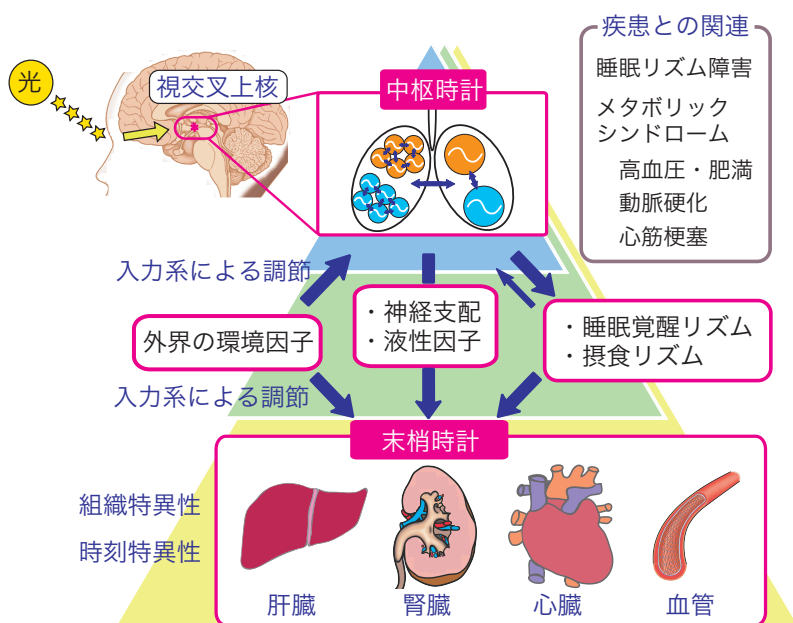 光
視交叉上核
中枢時計
疾患との関連
睡眠リズム障害
メタボリック
シンドローム
高血圧・肥満
動脈硬化
心筋梗塞
入力系による調節
外界の環境因子
・神経支配
・液性因子
・睡眠覚醒リズム
・摂食リズム
入力系による調節
末梢時計
組織特異性
時刻特異性
肝臓
腎臓
心臓
血管